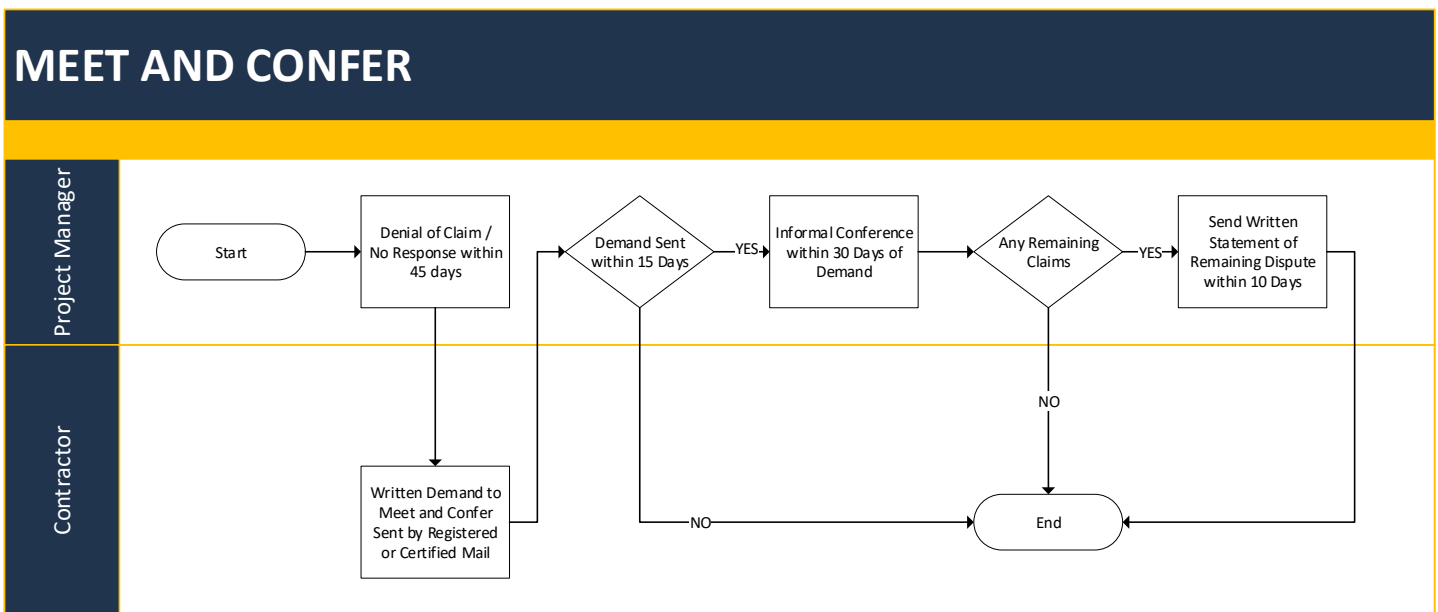 MEET AND CONFER
Project Manager
Start
Denial of Claim /
No Response within
45 days
Demand Sent
within 15 Days
YES
Informal Conference
within 30 Days of
Demand
Any Remaining
Claims
YES
Send Written
Statement of
Remaining Dispute
within 10 Days
Contractor
Written Demand to
Meet and Confer
Sent by Registered
or Certified Mail
NO
NO
End